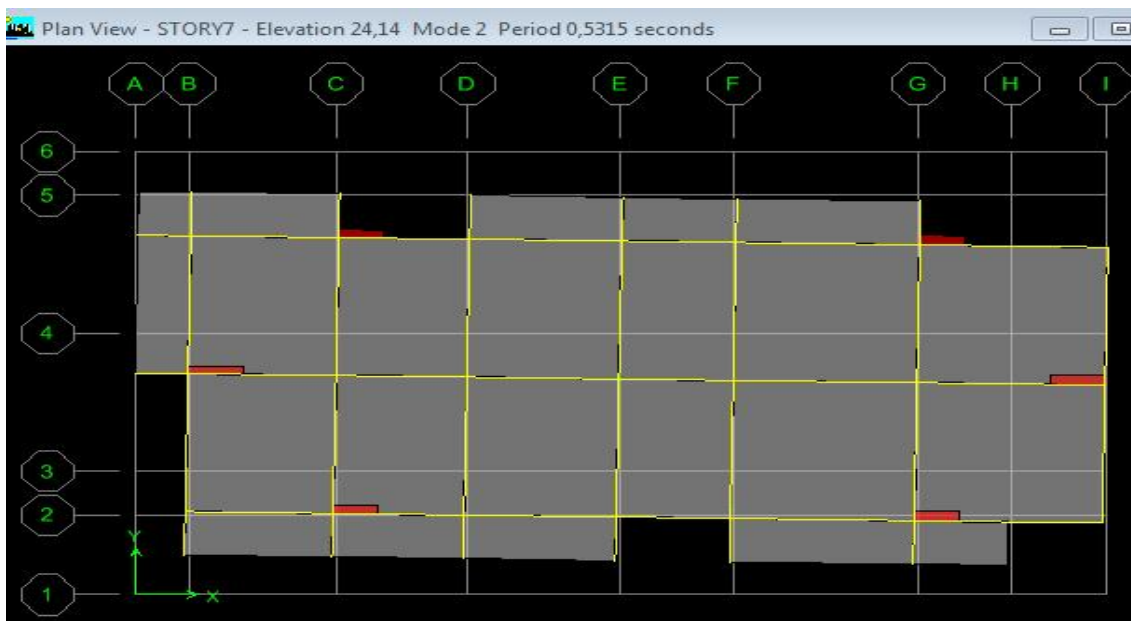 Plan View - STORY7 - Elevation 24,14 Mode 2 Period 0,5315 seconds
A B C D E F G H I
6
5
4
3
2
Y
X
1